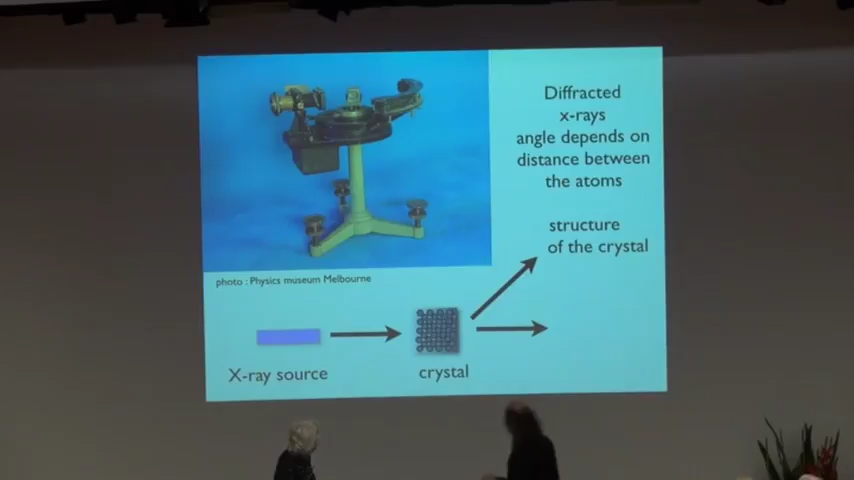 Diffracted
x-rays
angle depends on
distance between
the atoms
structure
of the crystal
photo : Physics museum Melbourne
X-ray source
crystal